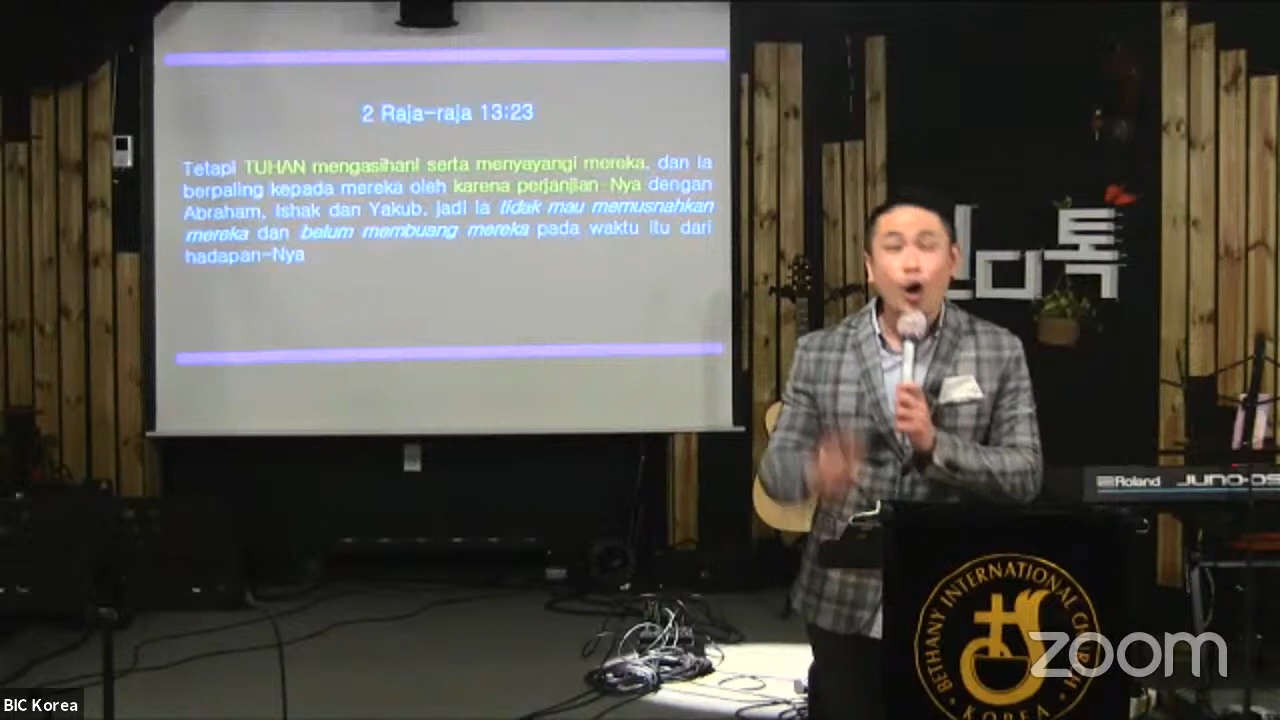 2 Raja-raja 13:23
Tetapi TUHAN mengasihani serta menyayangi mereka, dan Ia
berpaling kepada mereka oleh karena perjanjian-Nya dengan
Abraham, Ishak dan Yakub, jadi Ia tidak mau memusnahkan
mereka dan belum membuang mereka pada waktu itu dari
hadapan-Nya
디톡
Roland JUNO-DS
BETHANY INTERNATIONAL CHURCH
KOREA
zoom
BIC Korea